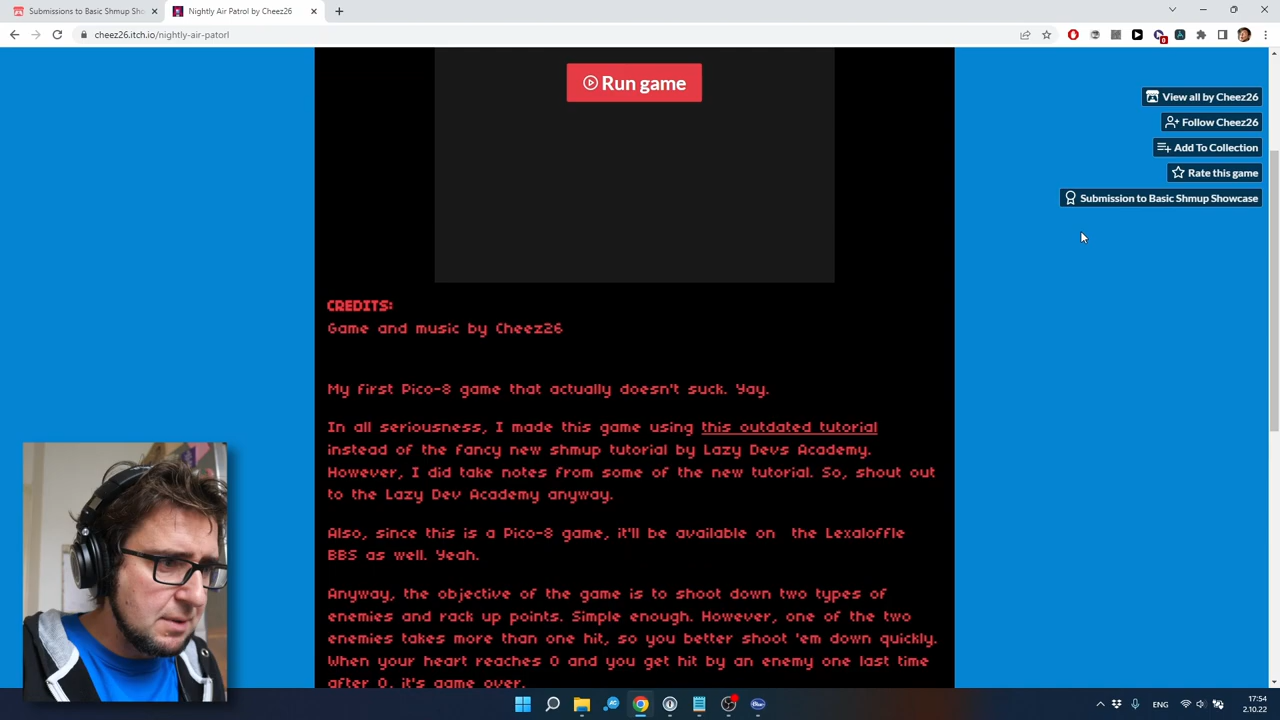 Submissions to Basic Shmup Sho
Nightly Air Patrol by Cheez26
cheez26.itch.io/nightly-air-patorl
0
Run game
View all by Cheez26
Follow Cheez26
Add To Collection
Rate this game
Submission to Basic Shmup Showcase
CREDITS:
Game and music by Cheez26
My first Pico-8 game that actually doesn't suck. Yay.
In all seriousness, I made this game using this outdated tutorial
instead of the fancy new shmup tutorial by Lazy Devs Academy.
However, I did take notes from some of the new tutorial. So, shout out
to the Lazy Dev Academy anyway.
Also, since this is a Pico-8 game, it'll be available on the Lexaloffle
BBS as well. Yeah.
Anyway, the objective of the game is to shoot down two types of
enemies and rack up points. Simple enough. However, one of the two
enemies takes more than one hit, so you better shoot 'em down quickly.
When your heart reaches 0 and you get hit by an enemy one last time
after 0, it's game over.
ENG
17:54
2.10.22